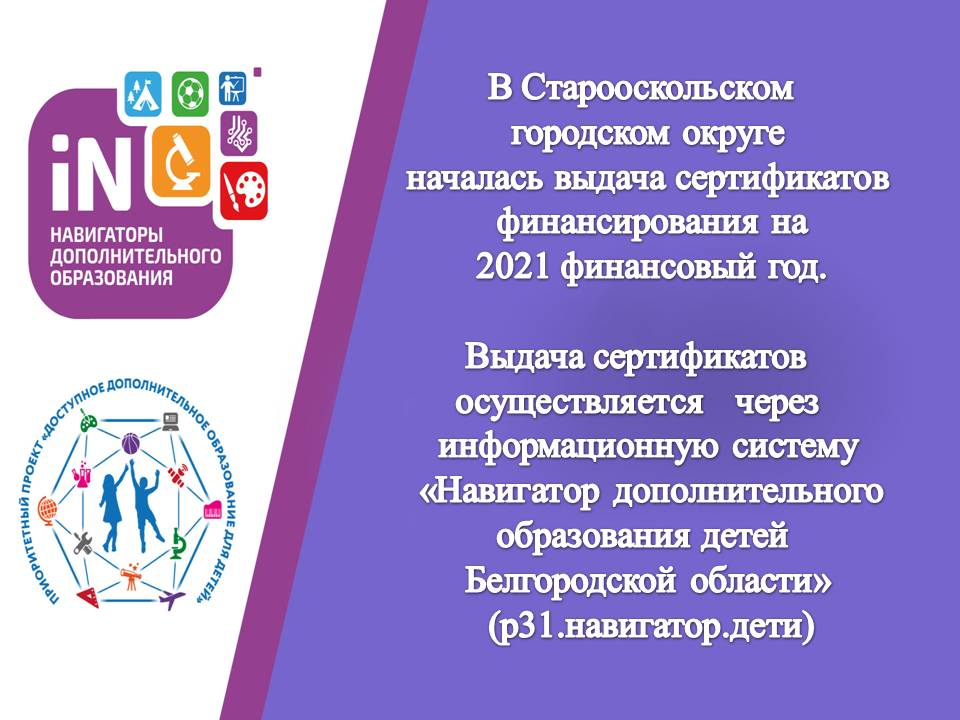 iN
НАВИГАТОРЫ
ДОПОЛНИТЕЛЬНОГО
ОБРАЗОВАНИЯ
ПРИОРИТЕТНЫЙ ПРОЕКТ «ДОСТУПНОЕ ДОПОЛНИТЕЛЬНОЕ ОБРАЗОВАНИЕ ДЛЯ ДЕТЕЙ»
В Старооскольском
городском округе
началась выдача сертификатов
финансирования на
2021 финансовый год.
Выдача сертификатов
осуществляется через
информационную систему
«Навигатор дополнительного
образования детей
Белгородской области»
(р31.навигатор.дети)